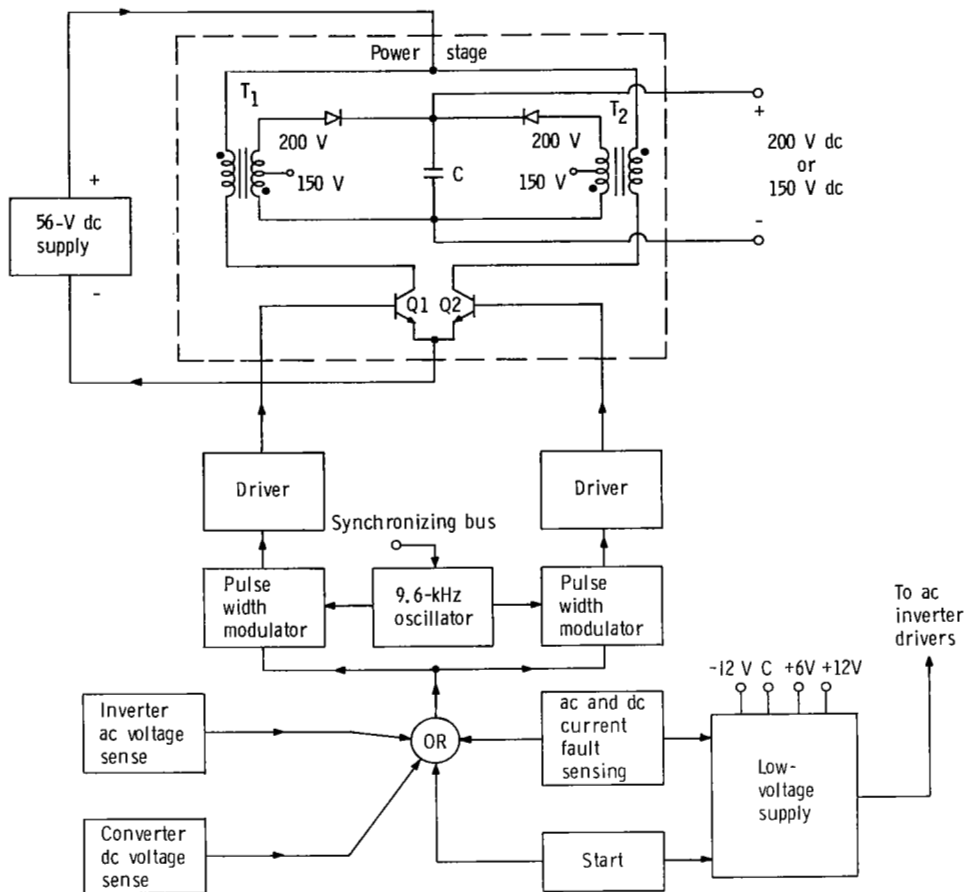 Power stage
T1
T2
200 V
200 V
150 V
C
150 V
+
200 V dc
or
150 V dc
-
+
56-V dc
supply
-
Q1 Q2
Driver
Driver
Synchronizing bus
Pulse
width
modulator
9.6-kHz
oscillator
Pulse
width
modulator
To ac
inverter
drivers
-12 V C +6V +12V
Inverter
ac voltage
sense
OR
ac and dc
current
fault
sensing
Low-
voltage
supply
Converter
dc voltage
sense
Start